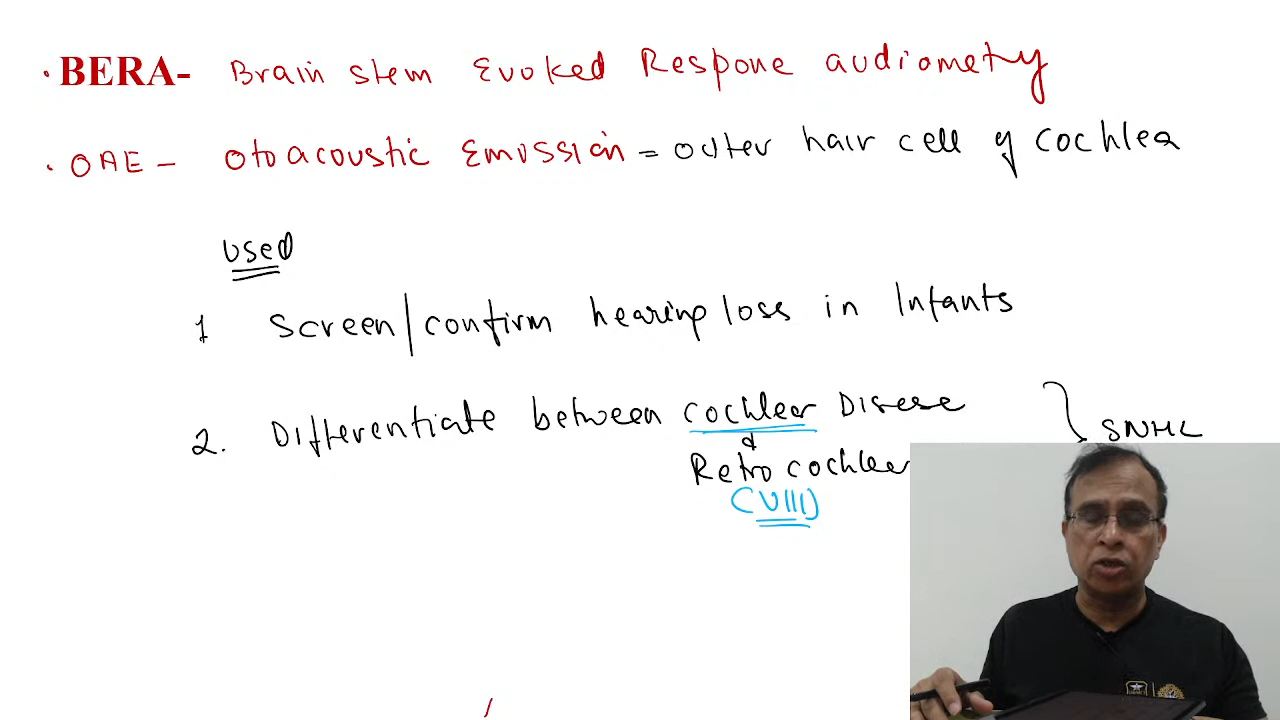 · BERA- Brain stem Evoked Respone audiometry
· OAE - Otoacoustic Emission = outer hair cell of cochlea
Used
1 Screen/confirm hearing loss in Infants
2. Differentiate between cochlear Disese
&
Retro cochlear
(VIII)
SNHL